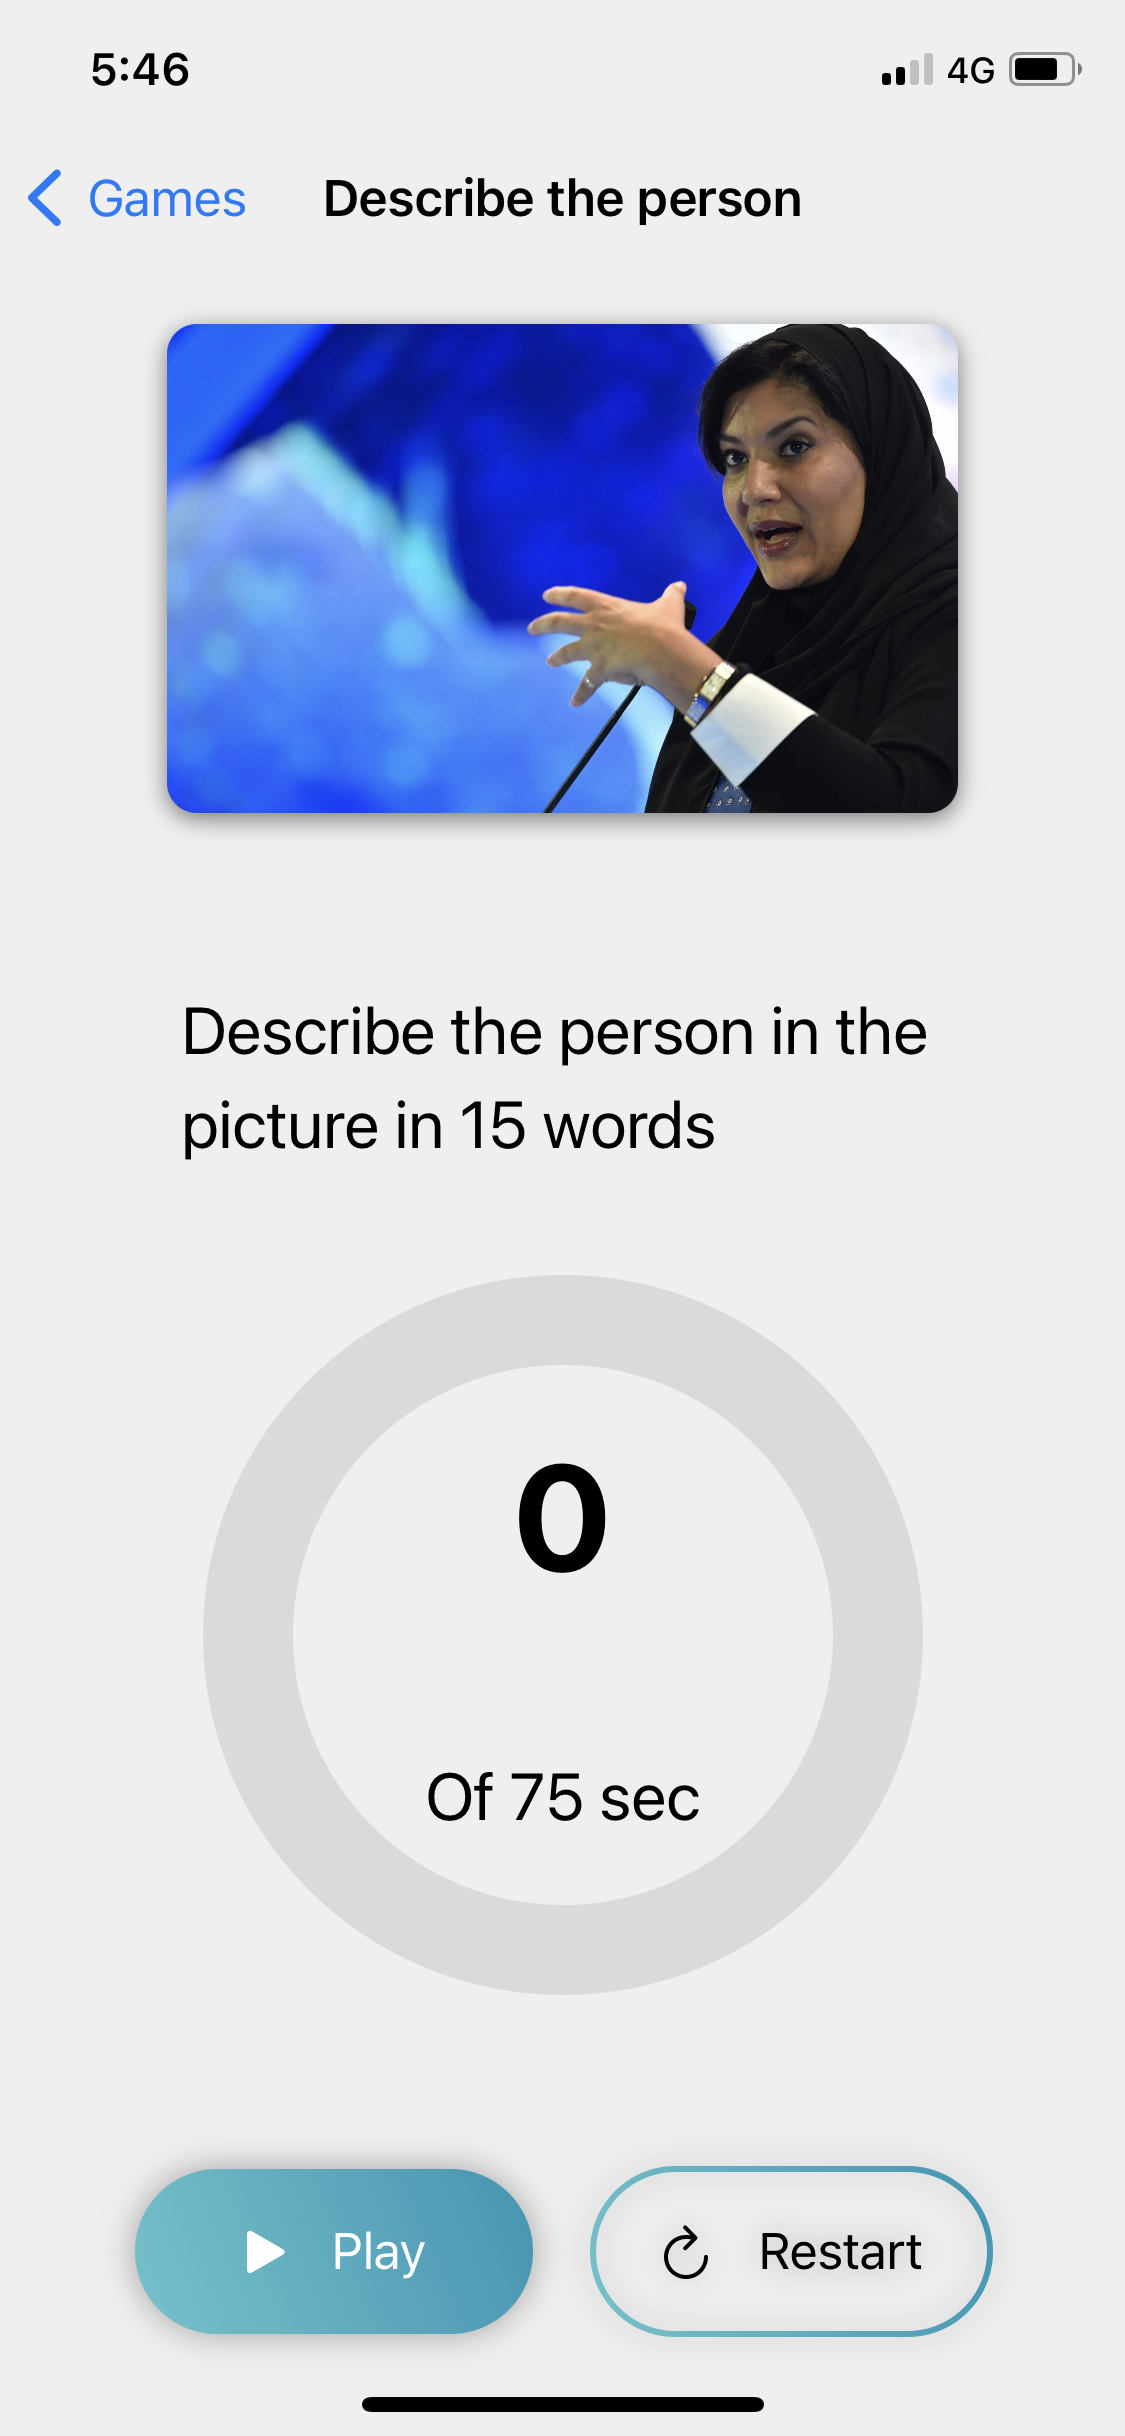 5:46
4G
Games
Describe the person
Describe the person in the
picture in 15 words
0
Of 75 sec
Play
Restart